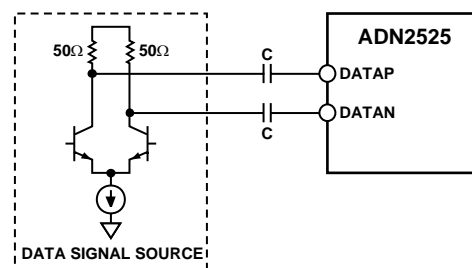 50Ω 50Ω
C
ADN2525
DATAP
DATAN
C
DATA SIGNAL SOURCE